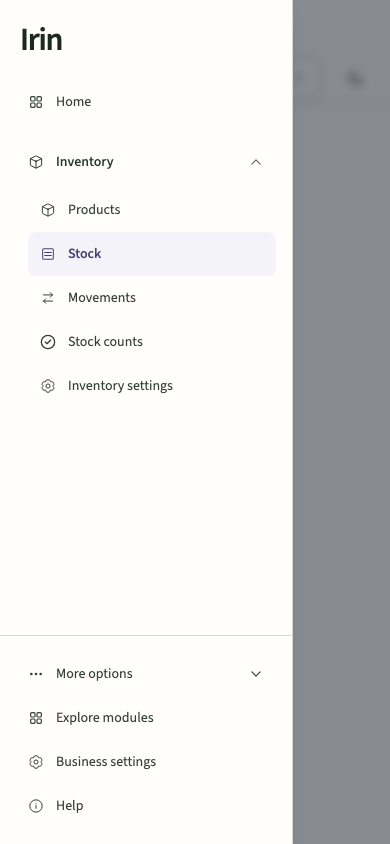 Irin
Home
Inventory
Products
Stock
Movements
Stock counts
Inventory settings
More options
Explore modules
Business settings
Help